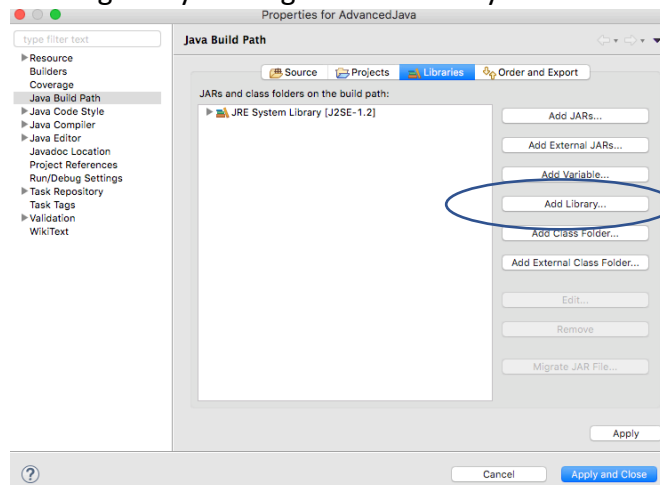 Properties for AdvancedJava
type filter text
Java Build Path
Resource
Builders
Coverage
Java Build Path
Java Code Style
Java Compiler
Java Editor
Javadoc Location
Project References
Run/Debug Settings
Task Repository
Task Tags
Validation
WikiText
Source
Projects
Libraries
Order and Export
JARs and class folders on the build path:
JRE System Library [J2SE-1.2]
Add JARs...
Add External JARs...
Add Variable...
Add Library...
Add Class Folder...
Add External Class Folder...
Edit...
Remove
Migrate JAR File...
Apply
?
Cancel
Apply and Close